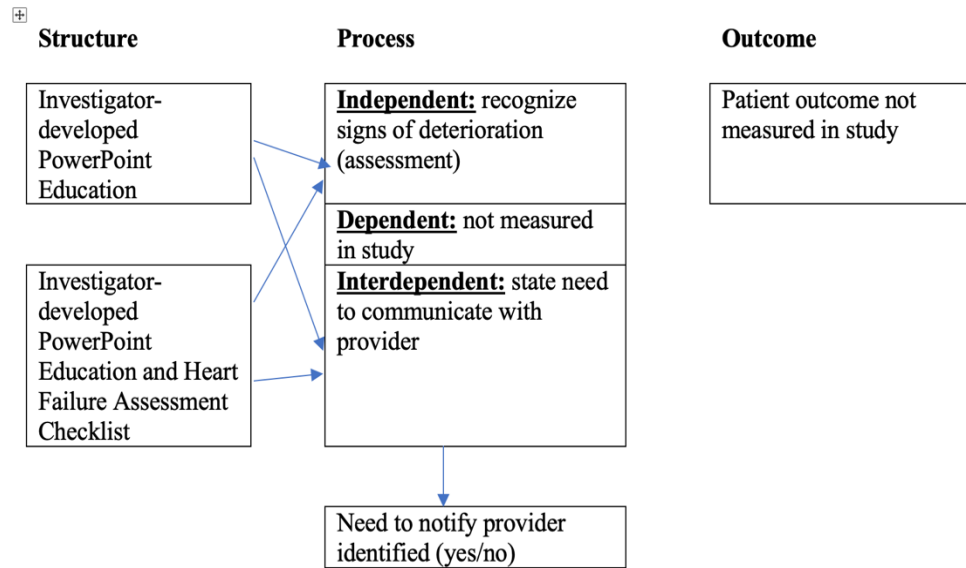 Structure
Process
Outcome
Investigator-
developed
PowerPoint
Education
Independent: recognize
signs of deterioration
(assessment)
Patient outcome not
measured in study
Dependent: not measured
in study
Investigator-
developed
PowerPoint
Education and Heart
Failure Assessment
Checklist
Interdependent: state need
to communicate with
provider
Need to notify provider
identified (yes/no)